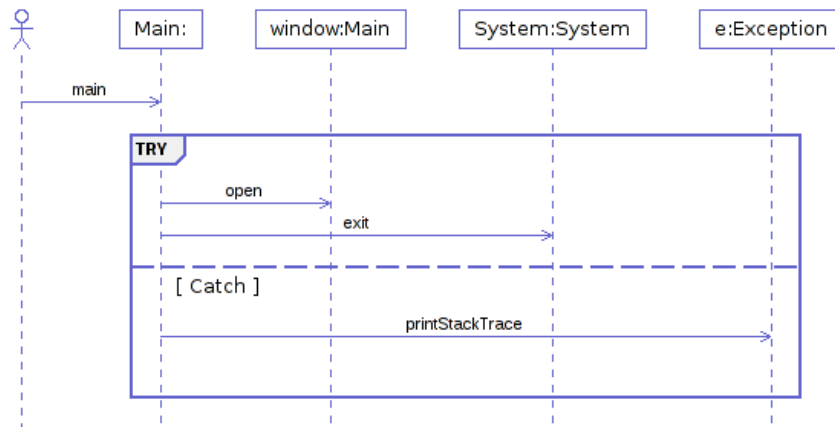 Main:
window:Main
System:System
e:Exception
main
TRY
open
exit
[ Catch ]
printStackTrace